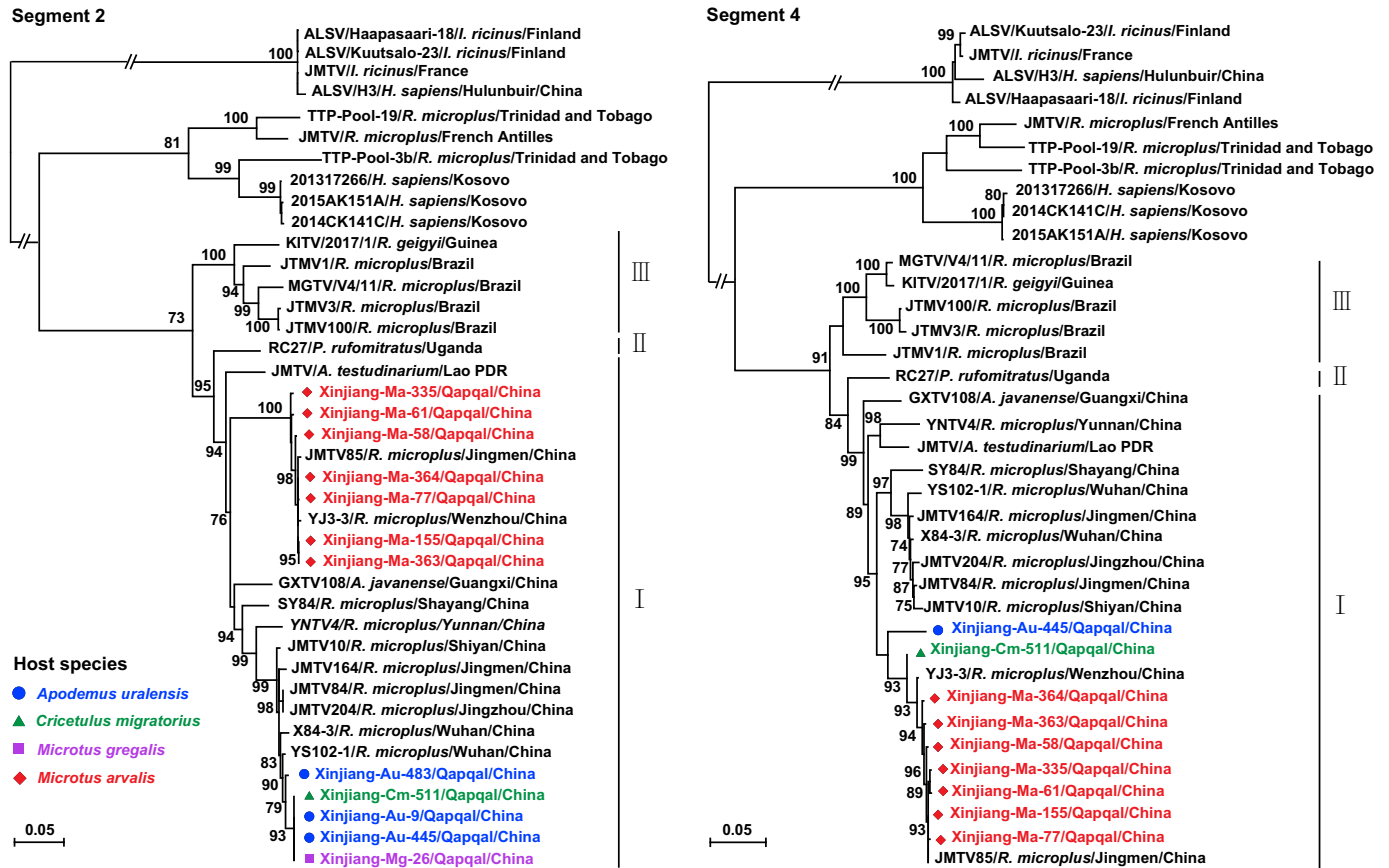 Segment 2
ALSV/Haapasaari-18/I. ricinus/Finland
ALSV/Kuutsalo-23/I. ricinus/Finland
100
JMTV/I. ricinus/France
ALSV/H3/H. sapiens/Hulunbuir/China
TTP-Pool-19/R. microplus/Trinidad and Tobago
100
JMTV/R. microplus/French Antilles
81
TTP-Pool-3b/R. microplus/Trinidad and Tobago
99
201317266/H. sapiens/Kosovo
99
2015AK151A/H. sapiens/Kosovo
2014CK141C/H. sapiens/Kosovo
KITV/2017/1/R. geigyi/Guinea
100
JTMV1/R. microplus/Brazil
III
94
MGTV/V4/11/R. microplus/Brazil
99
JTMV3/R. microplus/Brazil
73
100
JTMV100/R. microplus/Brazil
RC27/P. rufomitratus/Uganda
II
JMTV/A. testudinarium/Lao PDR
95
Xinjiang-Ma-335/Qapqal/China
100
Xinjiang-Ma-61/Qapqal/China
Xinjiang-Ma-58/Qapqal/China
94
JMTV85/R. microplus/Jingmen/China
98
Xinjiang-Ma-364/Qapqal/China
Xinjiang-Ma-77/Qapqal/China
76
YJ3-3/R. microplus/Wenzhou/China
Xinjiang-Ma-155/Qapqal/China
95
Xinjiang-Ma-363/Qapqal/China
GXTV108/A. javanense/Guangxi/China
I
SY84/R. microplus/Shayang/China
94
YNTV4/R. microplus/Yunnan/China
99
JMTV10/R. microplus/Shiyan/China
JMTV164/R. microplus/Jingmen/China
99
JMTV84/R. microplus/Jingmen/China
98
JMTV204/R. microplus/Jingzhou/China
X84-3/R. microplus/Wuhan/China
YS102-1/R. microplus/Wuhan/China
83
Xinjiang-Au-483/Qapqal/China
90
Xinjiang-Cm-511/Qapqal/China
79
Xinjiang-Au-9/Qapqal/China
93
Xinjiang-Au-445/Qapqal/China
Xinjiang-Mg-26/Qapqal/China
Host species
Apodemus uralensis
Cricetulus migratorius
Microtus gregalis
Microtus arvalis
0.05
Segment 4
99
ALSV/Kuutsalo-23/I. ricinus/Finland
JMTV/I. ricinus/France
100
ALSV/H3/H. sapiens/Hulunbuir/China
ALSV/Haapasaari-18/I. ricinus/Finland
100
JMTV/R. microplus/French Antilles
TTP-Pool-19/R. microplus/Trinidad and Tobago
TTP-Pool-3b/R. microplus/Trinidad and Tobago
100
80
201317266/H. sapiens/Kosovo
100
2014CK141C/H. sapiens/Kosovo
2015AK151A/H. sapiens/Kosovo
100
MGTV/V4/11/R. microplus/Brazil
KITV/2017/1/R. geigyi/Guinea
100
JTMV100/R. microplus/Brazil
III
100
JTMV3/R. microplus/Brazil
91
JTMV1/R. microplus/Brazil
RC27/P. rufomitratus/Uganda
II
GXTV108/A. javanense/Guangxi/China
84
98
YNTV4/R. microplus/Yunnan/China
JMTV/A. testudinarium/Lao PDR
99
SY84/R. microplus/Shayang/China
97
YS102-1/R. microplus/Wuhan/China
89
JMTV164/R. microplus/Jingmen/China
98
X84-3/R. microplus/Wuhan/China
74
JMTV204/R. microplus/Jingzhou/China
77
95
87
JMTV84/R. microplus/Jingmen/China
75
JMTV10/R. microplus/Shiyan/China
I
Xinjiang-Au-445/Qapqal/China
Xinjiang-Cm-511/Qapqal/China
YJ3-3/R. microplus/Wenzhou/China
93
Xinjiang-Ma-364/Qapqal/China
93
Xinjiang-Ma-363/Qapqal/China
94
Xinjiang-Ma-58/Qapqal/China
96
Xinjiang-Ma-335/Qapqal/China
89
Xinjiang-Ma-61/Qapqal/China
Xinjiang-Ma-155/Qapqal/China
93
Xinjiang-Ma-77/Qapqal/China
JMTV85/R. microplus/Jingmen/China
0.05